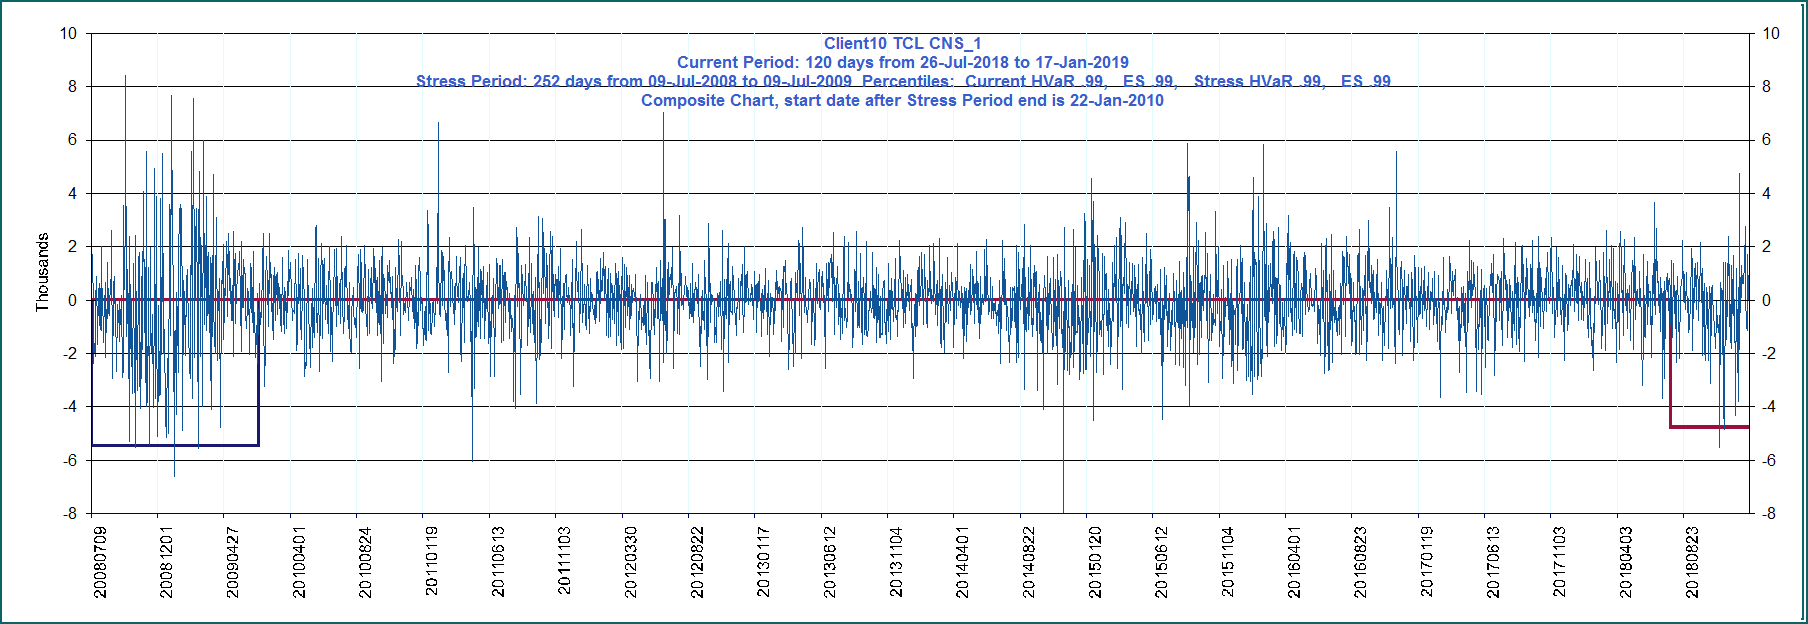 Client10 TCL CNS_1
Current Period: 120 days from 26-Jul-2018 to 17-Jan-2019
Stress Period: 252 days from 09-Jul-2008 to 09-Jul-2009 Percentiles: Current HVaR .99, ES .99, Stress HVaR .99, ES .99
Composite Chart, start date after Stress Period end is 22-Jan-2010
10 10
8 8
6 6
4 4
2 2
0 0
-2 -2
-4 -4
-6 -6
-8 -8
Thousands
20080709 20081201 20090427 20100401 20100824 20110119 20110613 20111103 20120330 20120822 20130117 20130612 20131104 20140401 20140822 20150120 20150612 20151104 20160401 20160823 20170119 20170613 20171103 20180403 20180823